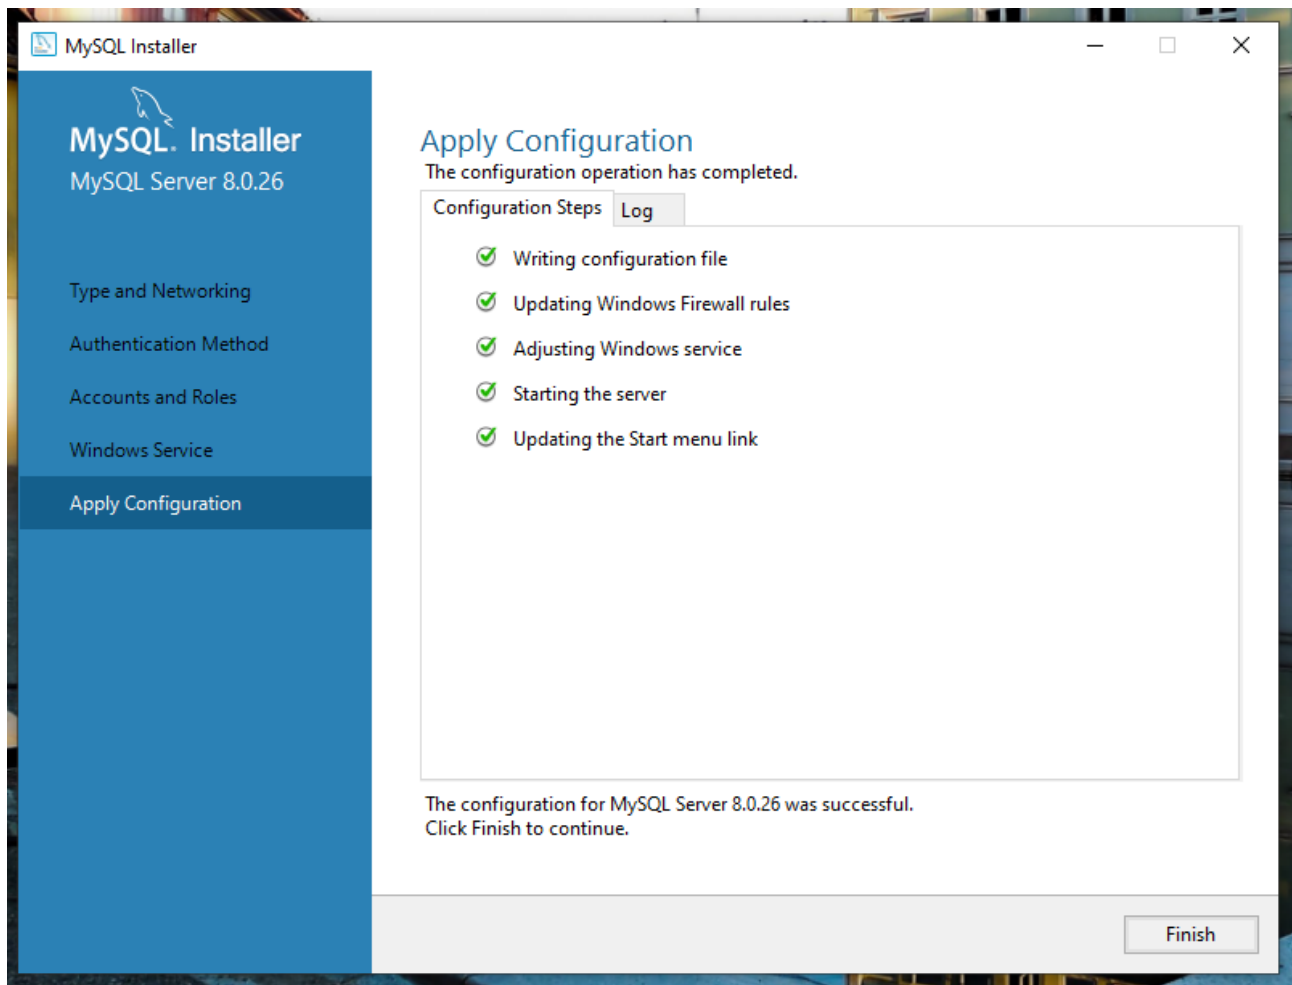 MySQL Installer
MySQL. Installer
MySQL Server 8.0.26
Type and Networking
Authentication Method
Accounts and Roles
Windows Service
Apply Configuration
Apply Configuration
The configuration operation has completed.
Configuration Steps
Log
Writing configuration file
Updating Windows Firewall rules
Adjusting Windows service
Starting the server
Updating the Start menu link
The configuration for MySQL Server 8.0.26 was successful.
Click Finish to continue.
Finish